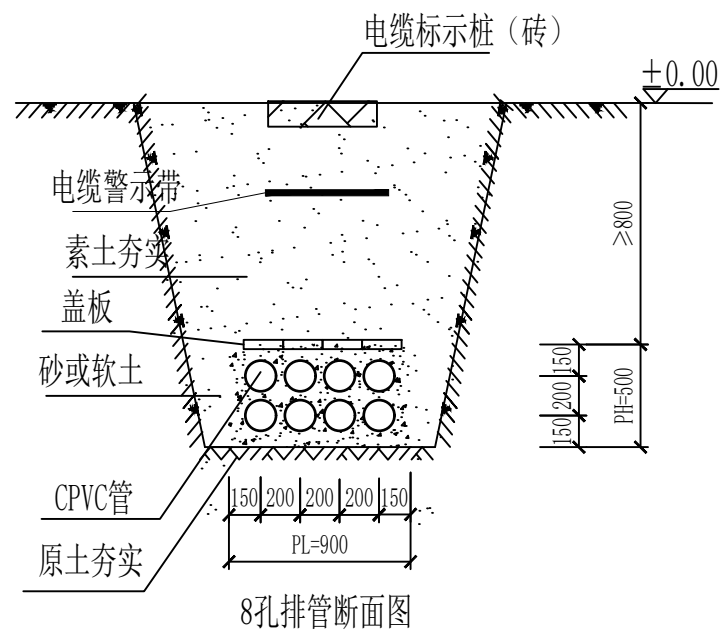 电缆标示桩（砖）
±0.00
电缆警示带
≥800
素土夯实
盖板
砂或软土
150
200
150
PH=500
CPVC管
150 200 200 200 150
PL=900
原土夯实
8孔排管断面图